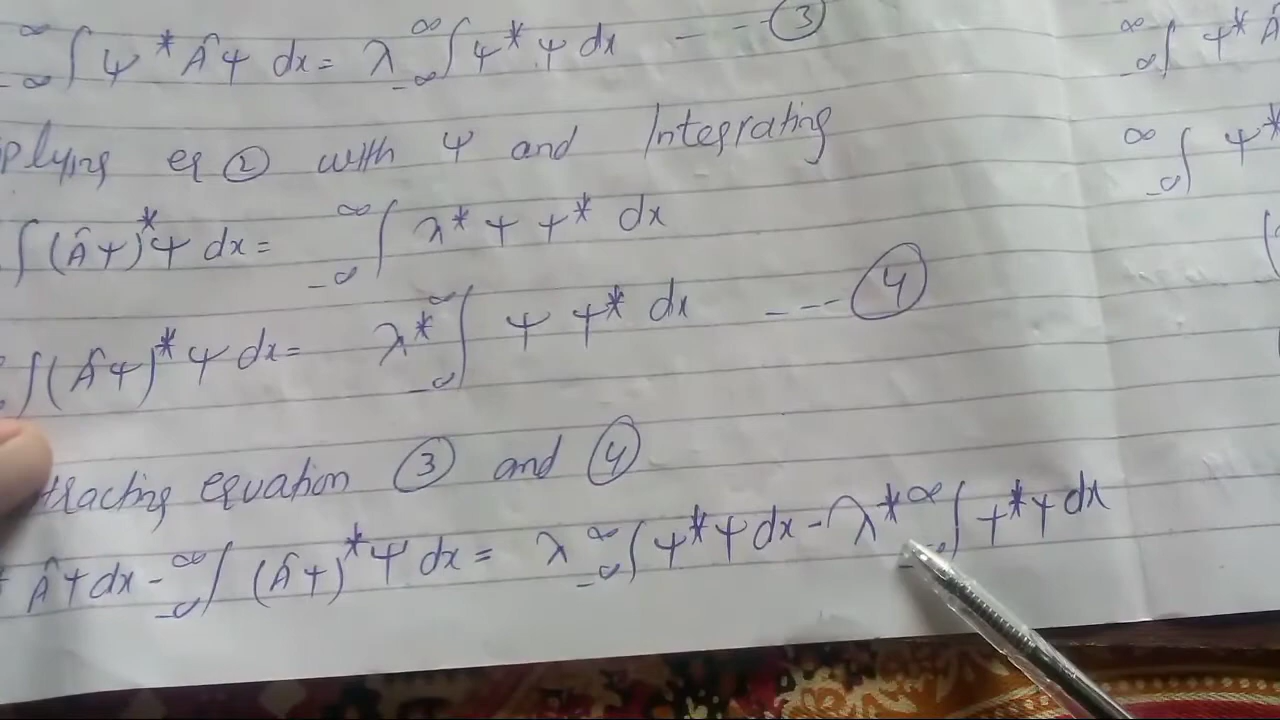 ∞∫-∞ ψ* Âψ dx = λ ∞∫-∞ ψ* ψ dx - - - ③
plying eq ② with ψ and Integrating
∫(Âψ)*ψ dx = ∞∫-∞ λ* ψ ψ* dx
∫(Âψ)*ψ dx = λ* ∞∫-∞ ψ ψ* dx - - - ④
tracting equation ③ and ④
Âψ dx - ∞∫-∞ (Âψ)*ψ dx = λ ∞∫-∞ ψ*ψ dx - λ* ∞∫-∞ ψ*ψ dx
∞∫-∞ ψ* Â
∞∫-∞ ψ*